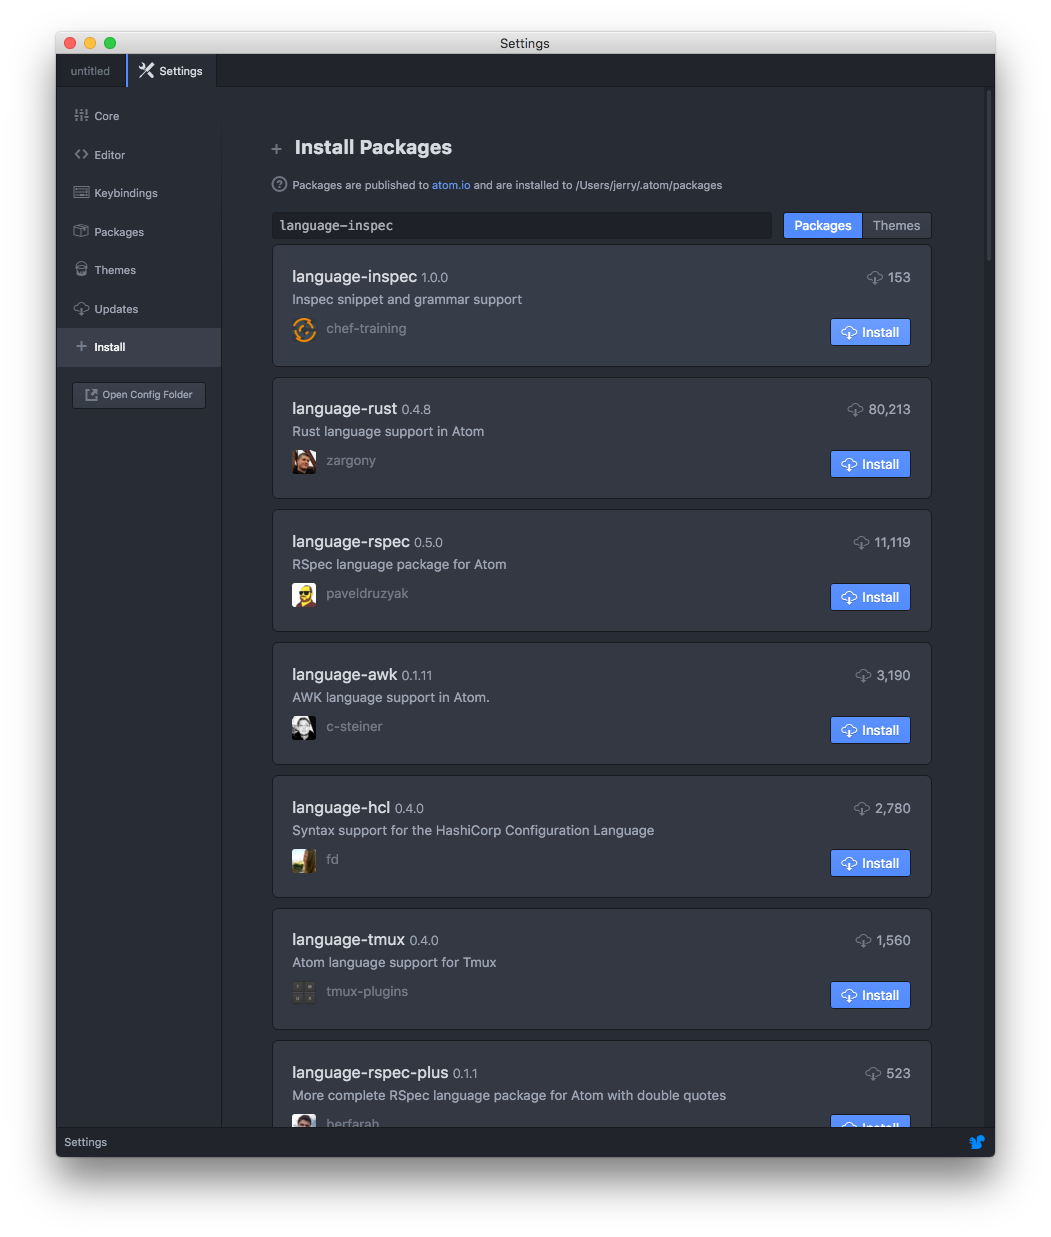 Settings
untitled
Settings
Core
Editor
Keybindings
Packages
Themes
Updates
Install
Open Config Folder
Install Packages
Packages are published to atom.io and are installed to /Users/jerry/.atom/packages
language-inspec
Packages Themes
language-inspec 1.0.0 153
Inspec snippet and grammar support
chef-training Install
language-rust 0.4.8 80,213
Rust language support in Atom
zargony Install
language-rspec 0.5.0 11,119
RSpec language package for Atom
paveldruzyak Install
language-awk 0.1.11 3,190
AWK language support in Atom.
c-steiner Install
language-hcl 0.4.0 2,780
Syntax support for the HashiCorp Configuration Language
fd Install
language-tmux 0.4.0 1,560
Atom language support for Tmux
tmux-plugins Install
language-rspec-plus 0.1.1 523
More complete RSpec language package for Atom with double quotes
berfarah Install
Settings